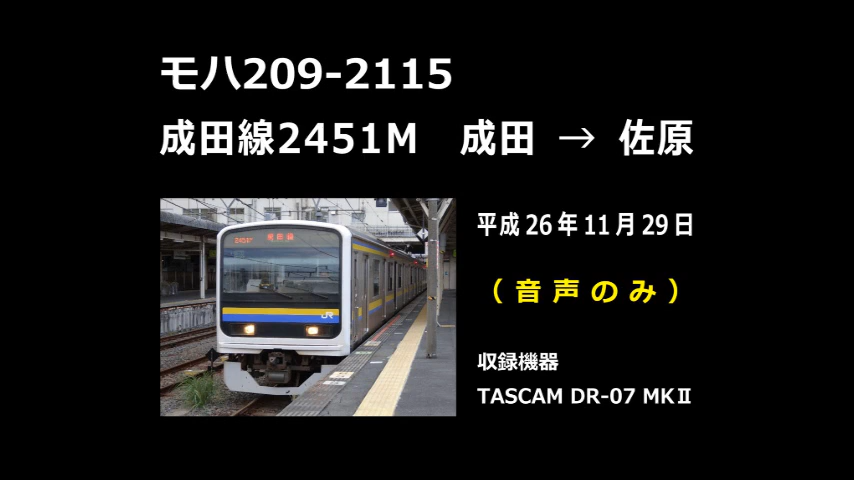 モハ209-2115
成田線2451M　成田 → 佐原
平成26年11月29日
（音声のみ）
収録機器
TASCAM DR-07 MKⅡ
2451M
JR